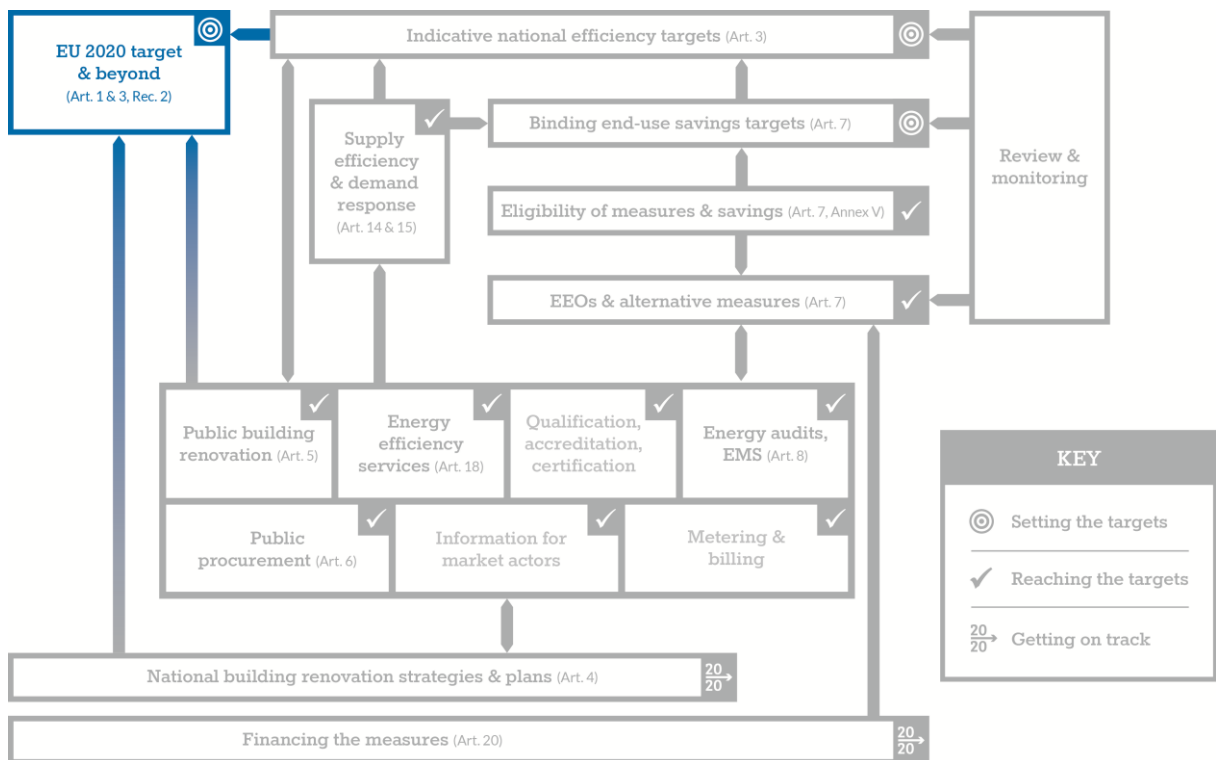 EU 2020 target
& beyond
(Art. 1 & 3, Rec. 2)
Indicative national efficiency targets (Art. 3)
Supply
efficiency
& demand
response
(Art. 14 & 15)
Binding end-use savings targets (Art. 7)
Review &
monitoring
Eligibility of measures & savings (Art. 7, Annex V)
EEOs & alternative measures (Art. 7)
Public building
renovation (Art. 5)
Energy
efficiency
services (Art. 18)
Qualification,
accreditation,
certification
Energy audits,
EMS (Art. 8)
Public
procurement (Art. 6)
Information for
market actors
Metering &
billing
National building renovation strategies & plans (Art. 4)
20
20
Financing the measures (Art. 20)
20
20
KEY
Setting the targets
Reaching the targets
20
20
Getting on track